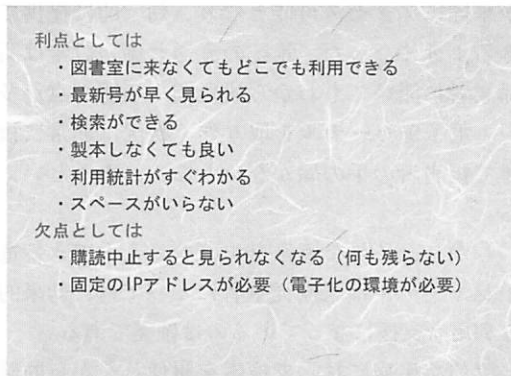 利点としては
・図書室に来なくてもどこでも利用できる
・最新号が早く見られる
・検索ができる
・製本しなくても良い
・利用統計がすぐわかる
・スペースがいらない
欠点としては
・購読中止すると見られなくなる（何も残らない）
・固定のIPアドレスが必要（電子化の環境が必要）